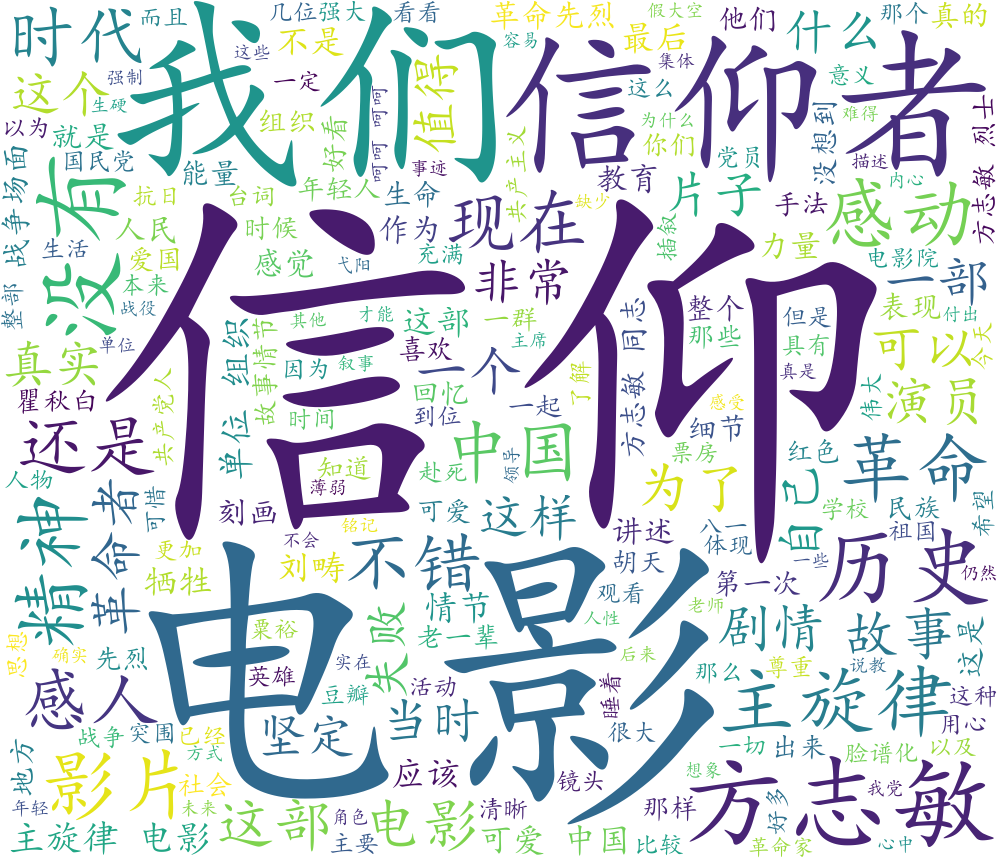 时代
而且
几位
强大
看看
革命先烈
假大空
他们
什么
那个
真的
我们
这些
不是
容易
最后
信仰者
这个
强制
一定
呵呵
呵呵
值得
集体
这么
意义
烈士
生硬
以为
就是
组织
好看
为什么
难得
没想到
国民党
能量
事迹
你们
党员
描述
战争场面
年轻人
生命
共产主义
缺少
教育
内心
方志敏
没有
抗日
台词
现在
片子
手法
感动
人民
时候
作为
插叙
力量
电影院
生活
爱国
感觉
充满
非常
一部
整部
本来
弋阳
信仰
整个
但是
表现
付出
战役
其他
才能
这部
一群
同志
那些
具有
今天
真实
单位
故事情节
因为
叙事
喜欢
主席
一个
真是
可以
瞿秋白
共产党人
组织
回忆
了解
方志敏
感受
伟大
演员
时间
到位
一起
细节
还是
单位
中国
票房
红色
革命
人物
知道
赴死
领导
为了
薄弱
自己
学校
民族
希望
可惜
刻画
可爱
这样
讲述
八一
祖国
精神
革命者
铭记
不会
体现
历史
更加
刘畴
不错
胡天
一些
仍然
牺牲
第一次
观看
情节
老师
剧情
故事
这是
思想
确实
先烈
粟裕
失败
老一辈
人性
电影
后来
那么
尊重
说教
感人
英雄
实在
豆瓣
活动
睡着
主旋律
这种
用心
坚定
当时
很大
地方
战争
突围
已经
方式
一切
出来
脸谱化
以及
影片
社会
应该
镜头
想象
方志敏
我党
年轻
未来
这部
角色
电影
清晰
那样
好多
主旋律
电影
主要
可爱
中国
比较
革命家
心中